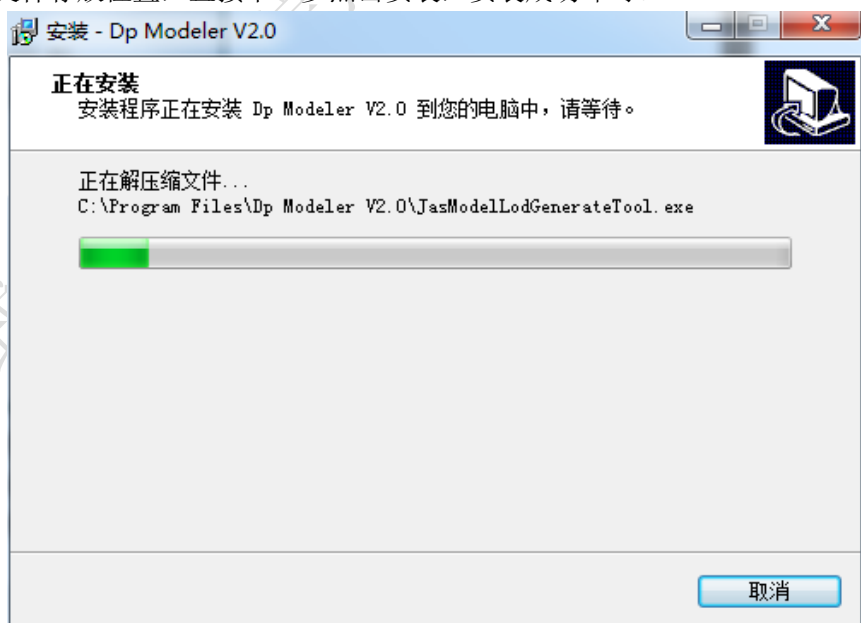 安装 - Dp Modeler V2.0
正在安装
安装程序正在安装 Dp Modeler V2.0 到您的电脑中，请等待。
正在解压缩文件...
C:\Program Files\Dp Modeler V2.0\JasModelLodGenerateTool.exe
取消